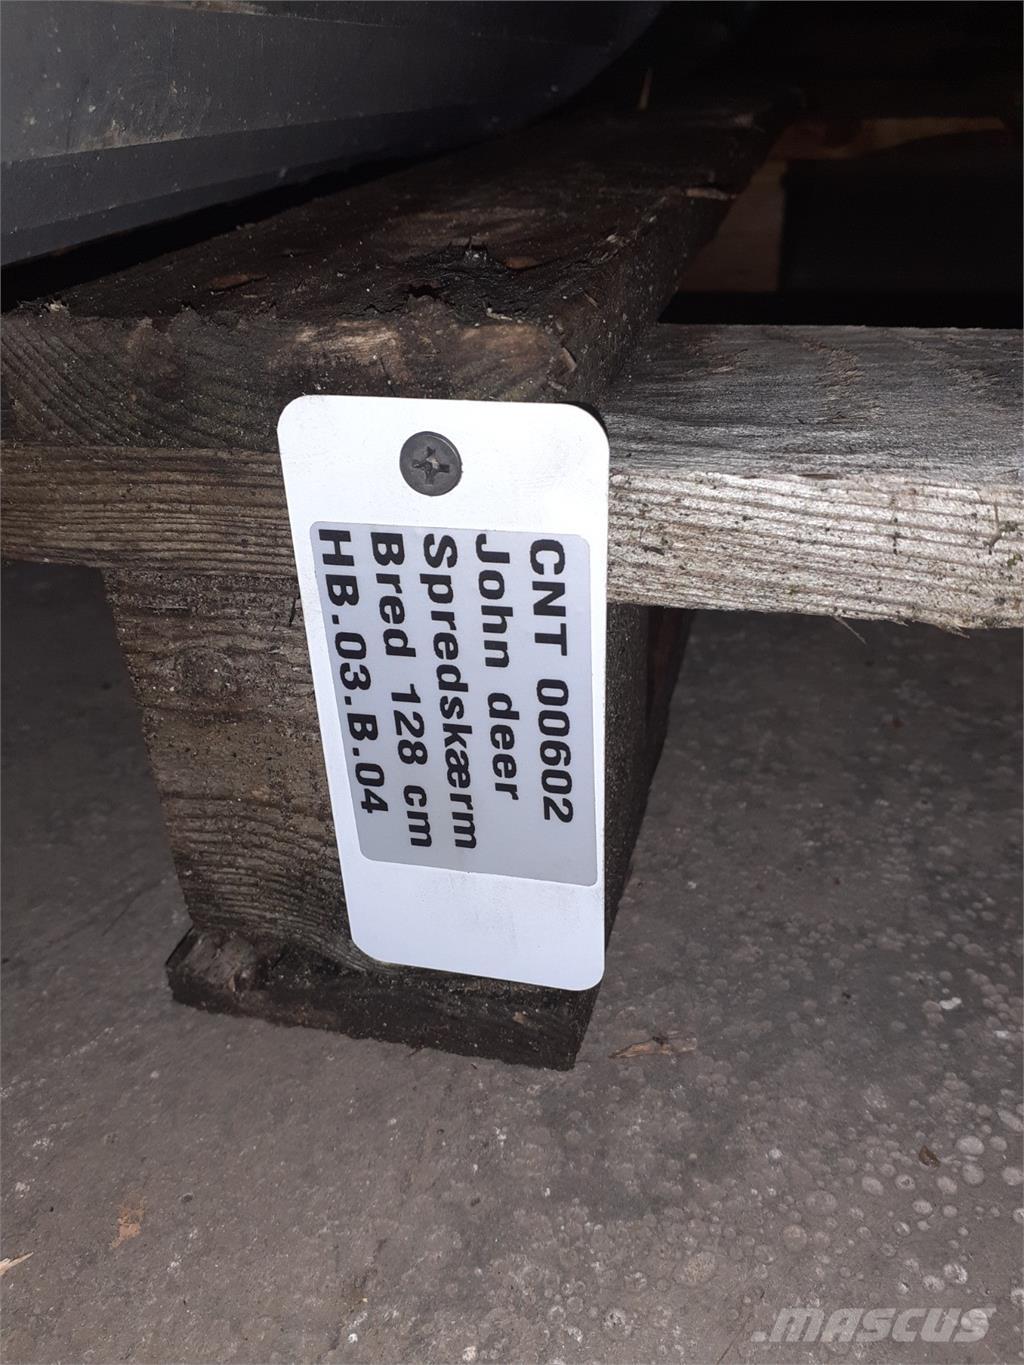 CNT 00602
John deer
Spredskærm
Bred 128 cm
HB.03.B.04
mascus